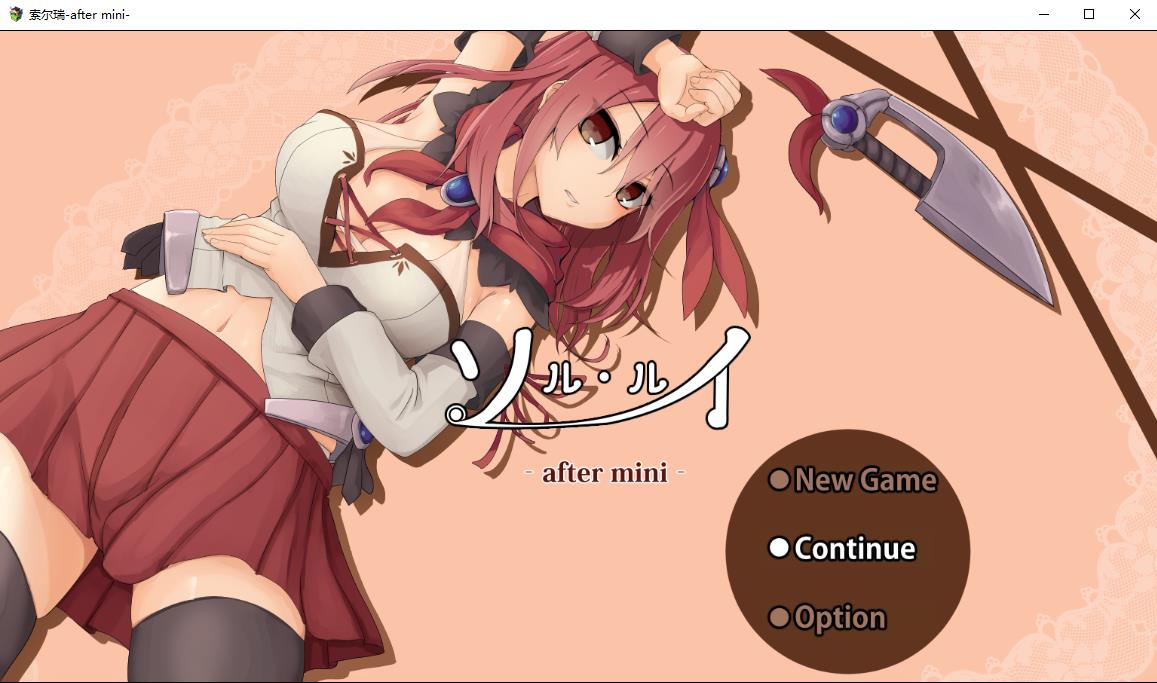 索尔瑞-after mini-
ソル・ルイ
- after mini -
New Game
Continue
Option